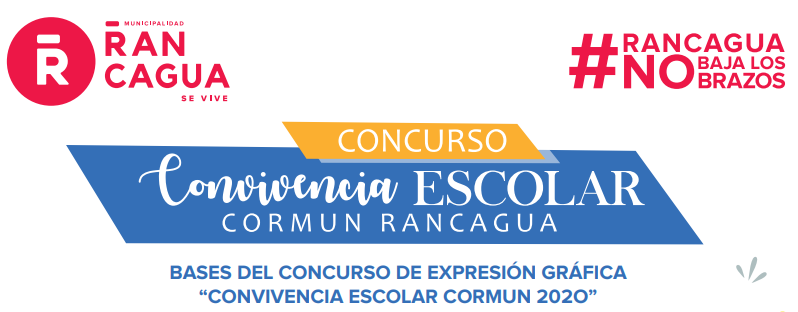 MUNICIPALIDAD
R
RAN
CAGUA
SE VIVE
#RANCAGUA
NO BAJA LOS
BRAZOS
CONCURSO
Convivencia ESCOLAR
CORMUN RANCAGUA
BASES DEL CONCURSO DE EXPRESIÓN GRÁFICA
“CONVIVENCIA ESCOLAR CORMUN 2020”